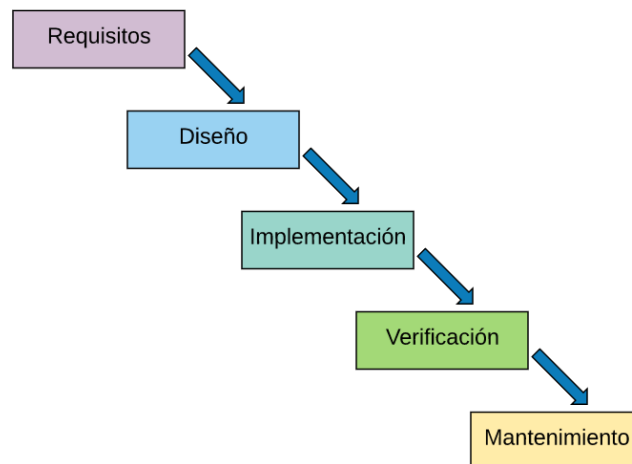 Requisitos
Diseño
Implementación
Verificación
Mantenimiento